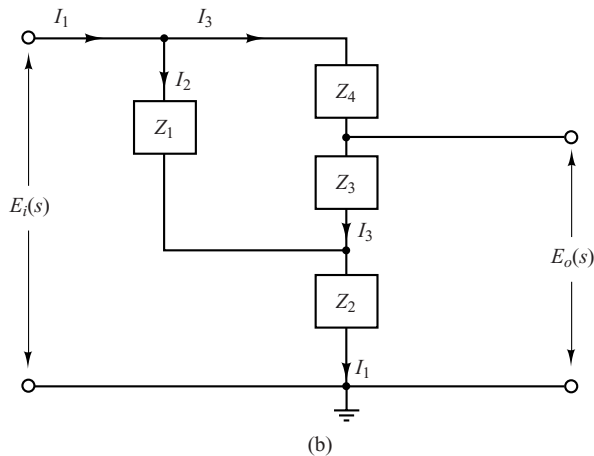 I₁
I₃
I₂
Z₄
Z₁
Z₃
Eᵢ(s)
I₃
Eₒ(s)
Z₂
I₁
(b)